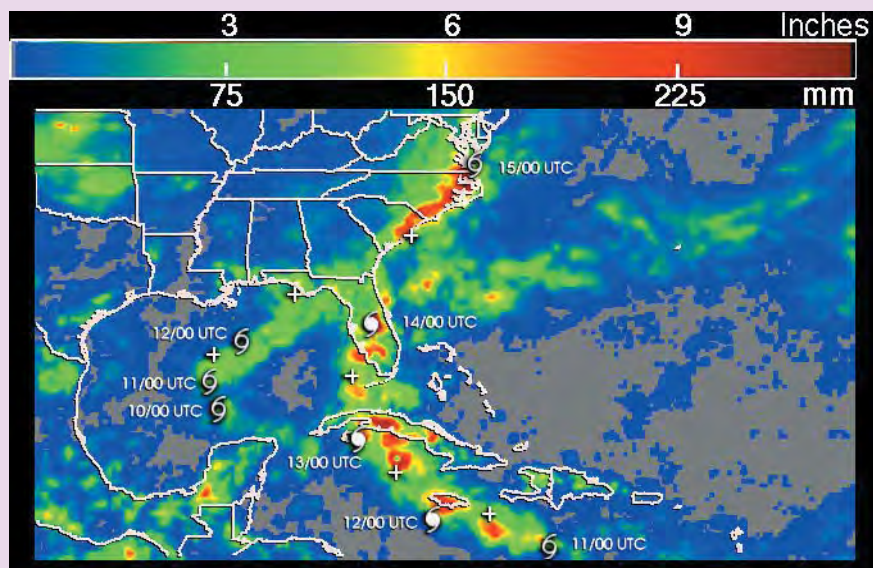 3 6 9 Inches
75 150 225 mm
15/00 UTC
12/00 UTC
14/00 UTC
11/00 UTC
10/00 UTC
13/00 UTC
12/00 UTC
11/00 UTC